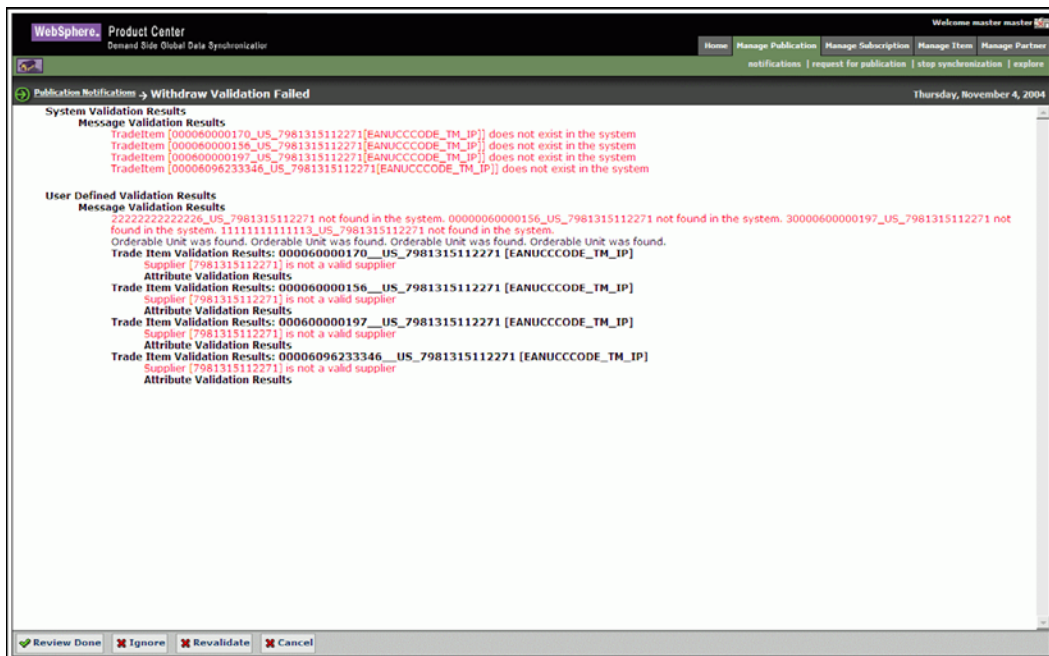 WebSphere. Product Center
Demand Side Global Data Synchronization
Welcome master master
Home Manage Publication Manage Subscription Manage Item Manage Partner
notifications | request for publication | stop synchronization | explore
Publication Notifications → Withdraw Validation Failed
Thursday, November 4, 2004
System Validation Results
Message Validation Results
TradeItem [000060000170_US_7981315112271[EANUCCCODE_TM_IP]] does not exist in the system
TradeItem [000060000156_US_7981315112271[EANUCCCODE_TM_IP]] does not exist in the system
TradeItem [000600000197_US_7981315112271[EANUCCCODE_TM_IP]] does not exist in the system
TradeItem [00006096233346_US_7981315112271[EANUCCCODE_TM_IP]] does not exist in the system
User Defined Validation Results
Message Validation Results
22222222222226_US_7981315112271 not found in the system. 00000060000156_US_7981315112271 not found in the system. 30000600000197_US_7981315112271 not
found in the system. 11111111111113_US_7981315112271 not found in the system.
Orderable Unit was found. Orderable Unit was found. Orderable Unit was found. Orderable Unit was found.
Trade Item Validation Results: 000060000170__US_7981315112271 [EANUCCCODE_TM_IP]
Supplier [7981315112271] is not a valid supplier
Attribute Validation Results
Trade Item Validation Results: 000060000156__US_7981315112271 [EANUCCCODE_TM_IP]
Supplier [7981315112271] is not a valid supplier
Attribute Validation Results
Trade Item Validation Results: 000600000197__US_7981315112271 [EANUCCCODE_TM_IP]
Supplier [7981315112271] is not a valid supplier
Attribute Validation Results
Trade Item Validation Results: 00006096233346__US_7981315112271 [EANUCCCODE_TM_IP]
Supplier [7981315112271] is not a valid supplier
Attribute Validation Results
Review Done Ignore Revalidate Cancel